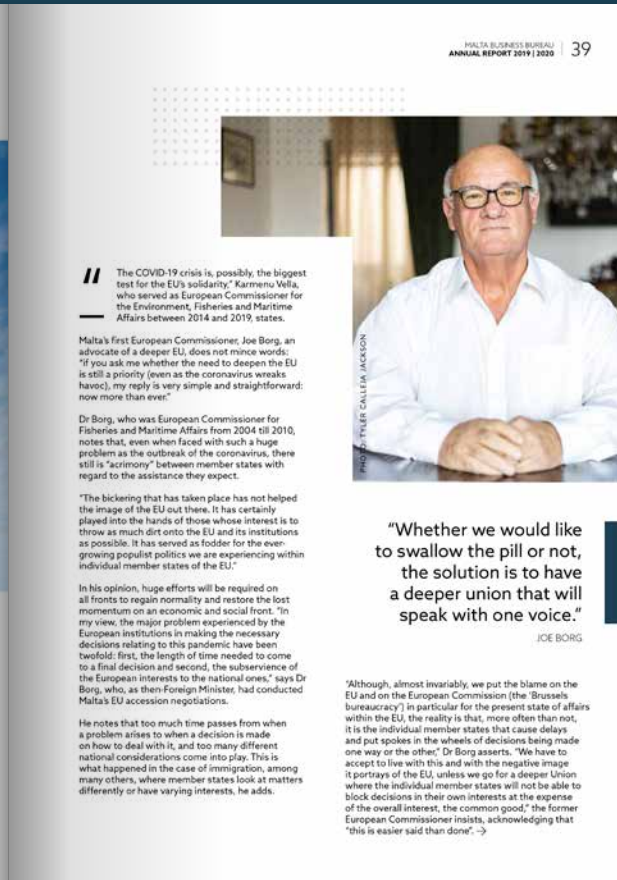 MALTA BUSINESS BUREAU
ANNUAL REPORT 2019 | 2020
39
"
The COVID-19 crisis is, possibly, the biggest
test for the EU's solidarity," Karmenu Vella,
who served as European Commissioner for
the Environment, Fisheries and Maritime
Affairs between 2014 and 2019, states.
Malta's first European Commissioner, Joe Borg, an
advocate of a deeper EU, does not mince words:
"if you ask me whether the need to deepen the EU
is still a priority (even as the coronavirus wreaks
havoc), my reply is very simple and straightforward:
now more than ever."
Dr Borg, who was European Commissioner for
Fisheries and Maritime Affairs from 2004 till 2010,
notes that, even when faced with such a huge
problem as the outbreak of the coronavirus, there
still is "acrimony" between member states with
regard to the assistance they expect.
"The bickering that has taken place has not helped
the image of the EU out there. It has certainly
played into the hands of those whose interest is to
throw as much dirt onto the EU and its institutions
as possible. It has served as fodder for the ever-
growing populist politics we are experiencing within
individual member states of the EU."
In his opinion, huge efforts will be required on
all fronts to regain normality and restore the lost
momentum on an economic and social front. "In
my view, the major problem experienced by the
European institutions in making the necessary
decisions relating to this pandemic have been
twofold: first, the length of time needed to come
to a final decision and second, the subservience of
the European interests to the national ones," says Dr
Borg, who, as then-Foreign Minister, had conducted
Malta's EU accession negotiations.
He notes that too much time passes from when
a problem arises to when a decision is made
on how to deal with it, and too many different
national considerations come into play. This is
what happened in the case of immigration, among
many others, where member states look at matters
differently or have varying interests, he adds.
PHOTO: TYLER CALLEJA JACKSON
"Whether we would like
to swallow the pill or not,
the solution is to have
a deeper union that will
speak with one voice."
JOE BORG
"Although, almost invariably, we put the blame on the
EU and on the European Commission (the 'Brussels
bureaucracy') in particular for the present state of affairs
within the EU, the reality is that, more often than not,
it is the individual member states that cause delays
and put spokes in the wheels of decisions being made
one way or the other," Dr Borg asserts. "We have to
accept to live with this and with the negative image
it portrays of the EU, unless we go for a deeper Union
where the individual member states will not be able to
block decisions in their own interests at the expense
of the overall interest, the common good," the former
European Commissioner insists, acknowledging that
"this is easier said than done". →